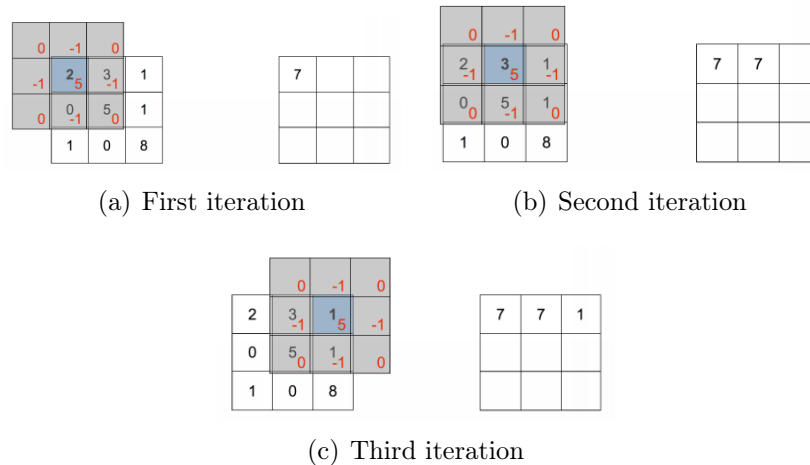 0 -1 0
2 5 3 -1 1 7
-1
0 -1 5 0 1
0
1 0 8
(a) First iteration
0 -1 0
2 -1 3 5 1 -1 7 7
0 0 5 -1 1 0
1 0 8
(b) Second iteration
0 -1 0
2 3 -1 1 5 -1 7 7 1
0 5 0 1 -1 0
1 0 8
(c) Third iteration